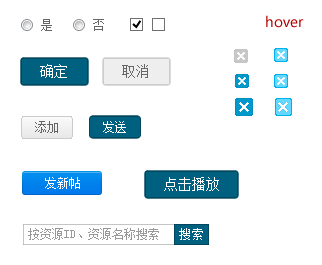 是 否 hover
确定 取消
添加 发送
发新帖 点击播放
按资源ID、资源名称搜索 搜索